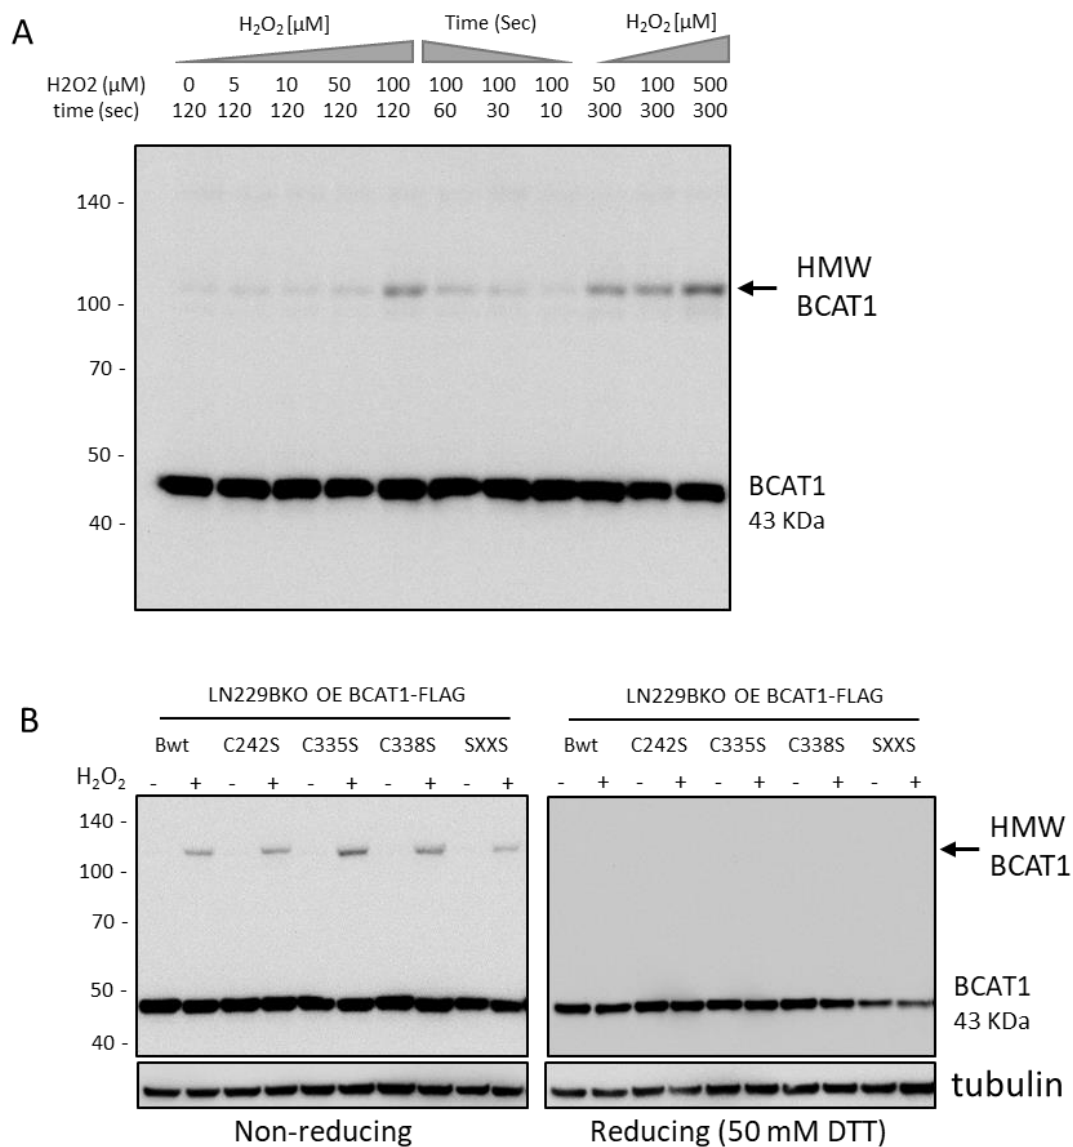 A
H₂O₂ [µM] Time (Sec) H₂O₂ [µM]
H2O2 (µM) 0 5 10 50 100 100 100 100 50 100 500
time (sec) 120 120 120 120 120 60 30 10 300 300 300
140 -
HMW
BCAT1
100 -
70 -
50 -
BCAT1
43 KDa
40 -
B
LN229BKO OE BCAT1-FLAG LN229BKO OE BCAT1-FLAG
Bwt C242S C335S C338S SXXS Bwt C242S C335S C338S SXXS
H₂O₂ - + - + - + - + - + - + - + - + - + - +
140 -
HMW
BCAT1
100 -
70 -
50 -
BCAT1
43 KDa
40 -
tubulin
Non-reducing Reducing (50 mM DTT)